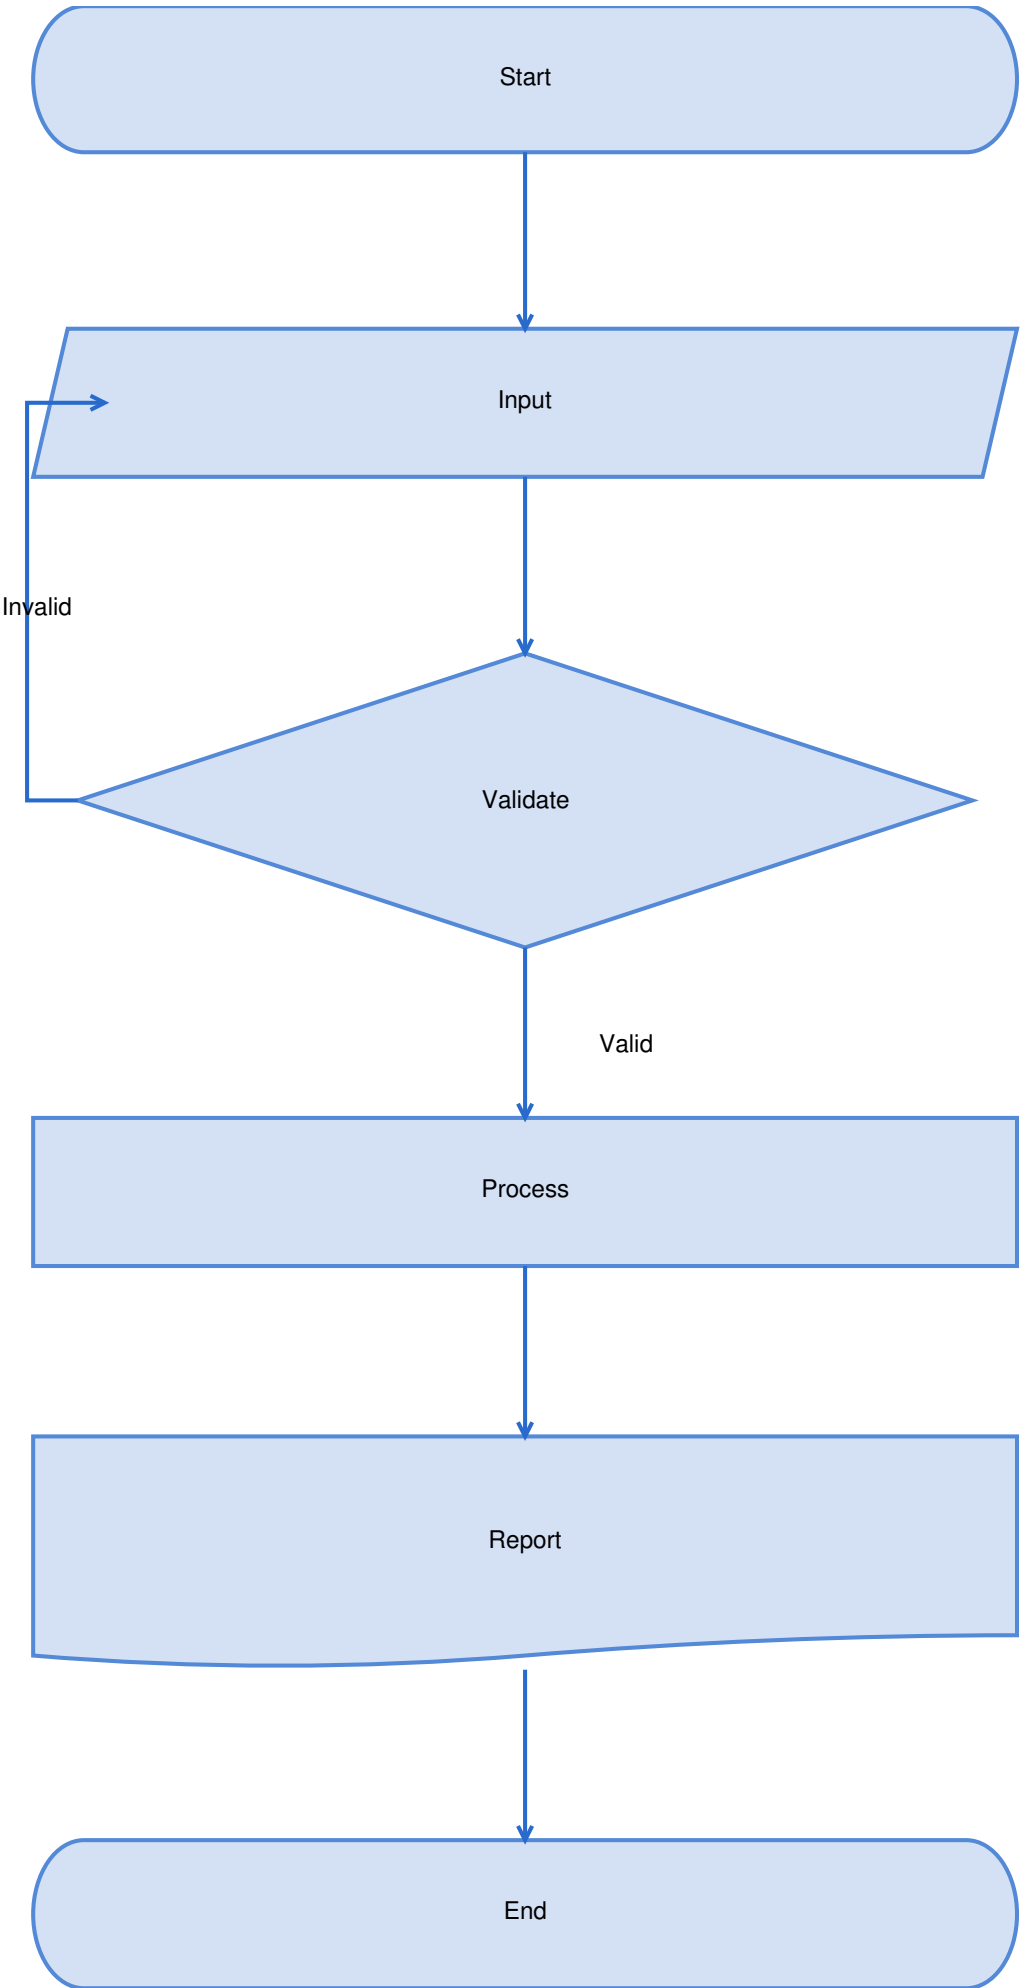 Start
Input
Invalid
Validate
Valid
Process
Report
End